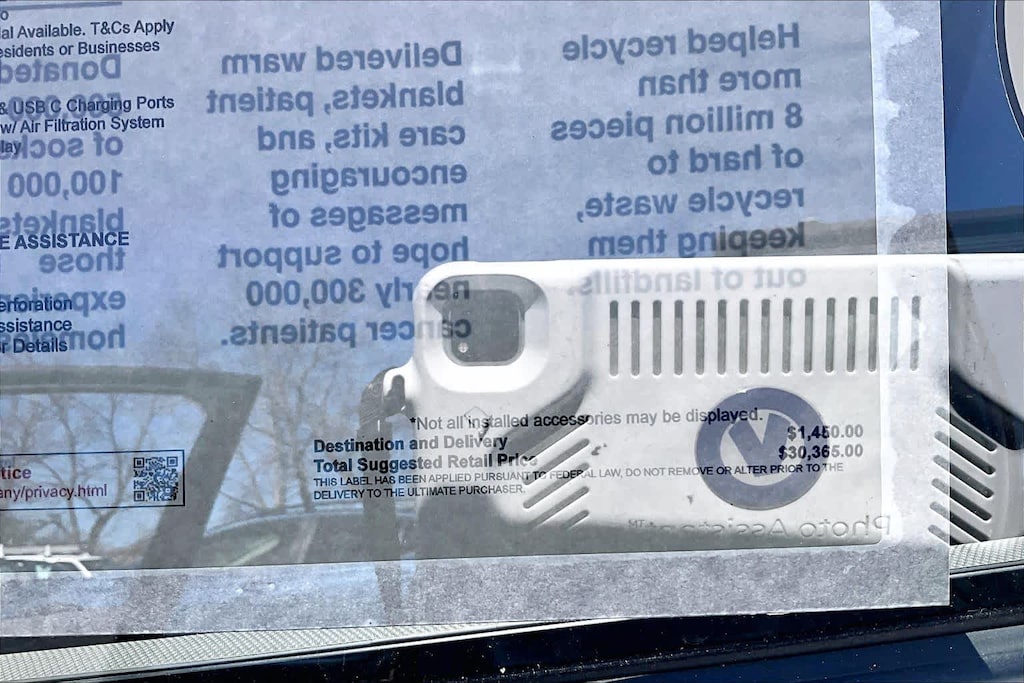 al Available. T&Cs Apply
esidents or Businesses
& USB C Charging Ports
w/ Air Filtration System
lay
E ASSISTANCE
erforation
ssistance
r Details
tice
any/privacy.html
*Not all installed accessories may be displayed.
Destination and Delivery $1,450.00
Total Suggested Retail Price $30,365.00
THIS LABEL HAS BEEN APPLIED PURSUANT TO FEDERAL LAW, DO NOT REMOVE OR ALTER PRIOR TO THE
DELIVERY TO THE ULTIMATE PURCHASER.
Donated
100,000
of socks
blankets
those
Delivered warm
blankets, patient
care kits, and
encouraging
messages of
hope to support
nearly 300,000
cancer patients.
Helped recycle
more than
8 million pieces
of hard to
recycle waste,
keeping them
out of landfills.
Photo Assistant™